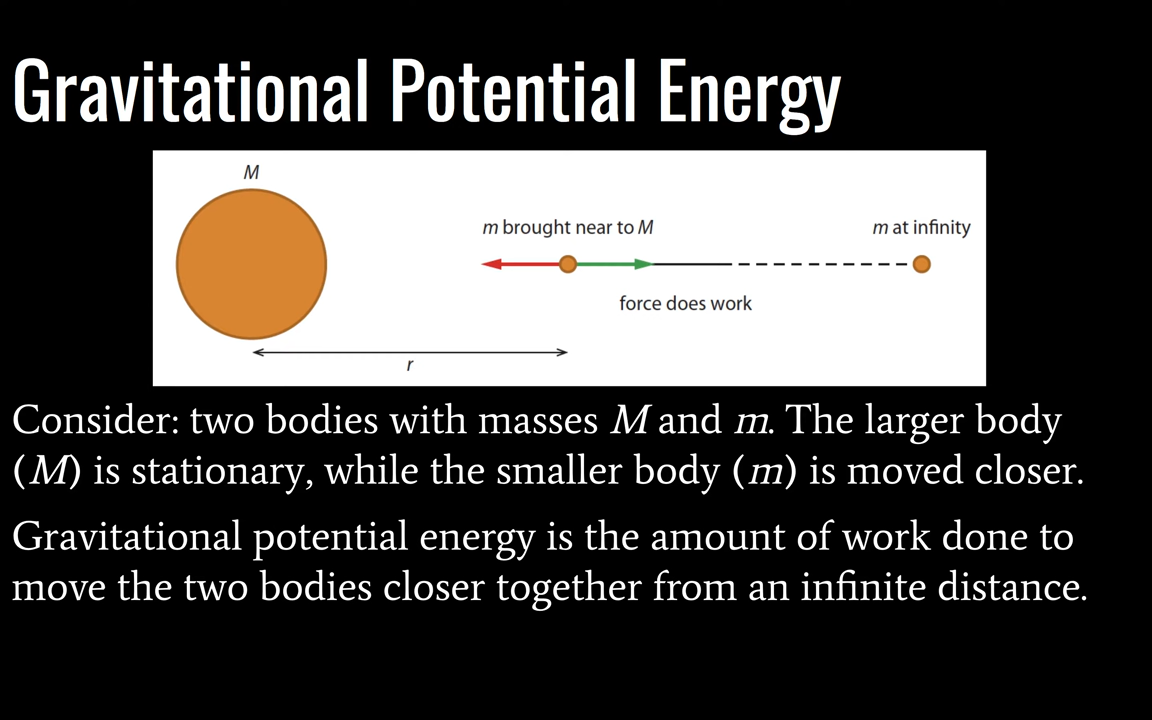 Gravitational Potential Energy
M
m brought near to M
m at infinity
force does work
r
Consider: two bodies with masses M and m. The larger body
(M) is stationary, while the smaller body (m) is moved closer.
Gravitational potential energy is the amount of work done to
move the two bodies closer together from an infinite distance.